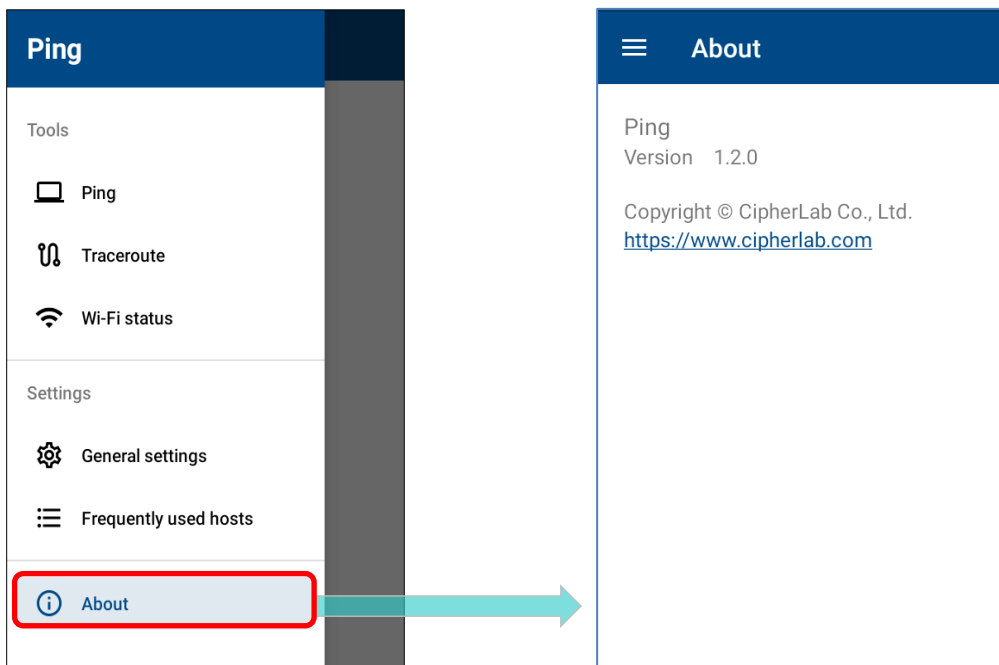 Ping
Tools
Ping
Traceroute
Wi-Fi status
Settings
General settings
Frequently used hosts
About
About
Ping
Version 1.2.0
Copyright © CipherLab Co., Ltd.
https://www.cipherlab.com